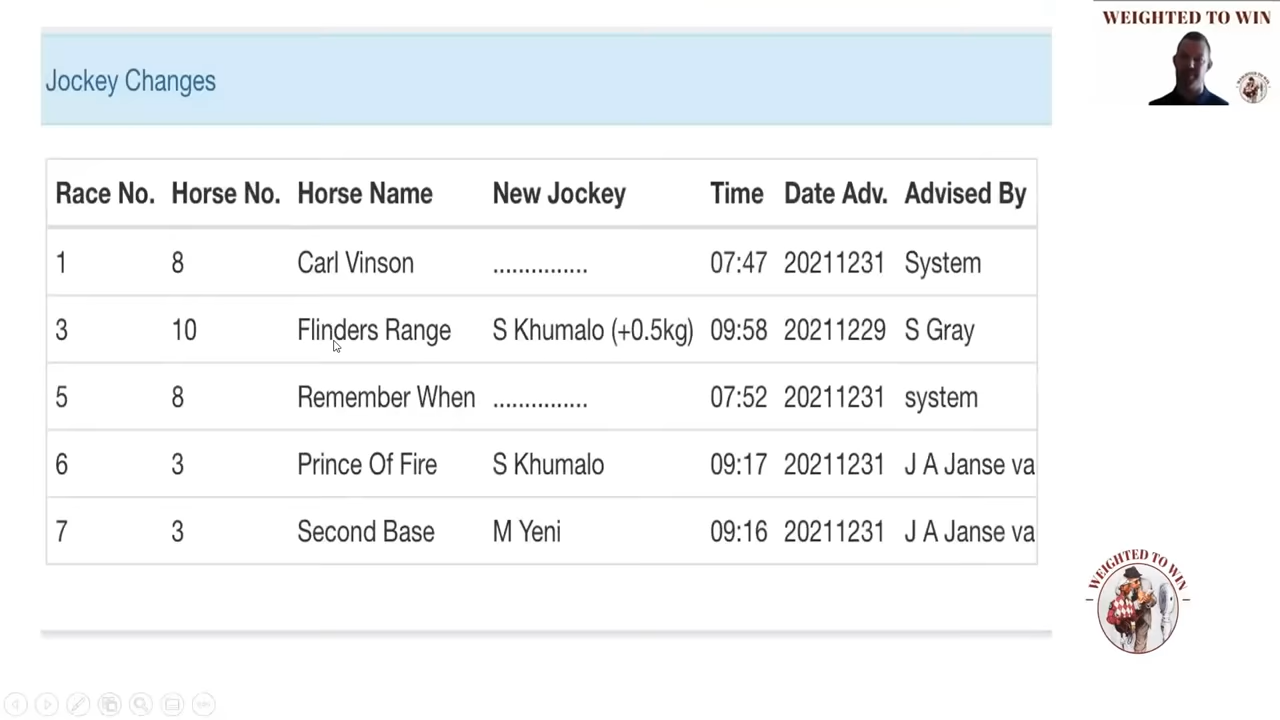 WEIGHTED TO WIN
Jockey Changes
Race No. Horse No. Horse Name New Jockey Time Date Adv. Advised By
1 8 Carl Vinson ............... 07:47 20211231 System
3 10 Flinders Range S Khumalo (+0.5kg) 09:58 20211229 S Gray
5 8 Remember When ............... 07:52 20211231 system
6 3 Prince Of Fire S Khumalo 09:17 20211231 J A Janse va
7 3 Second Base M Yeni 09:16 20211231 J A Janse va
WEIGHTED TO WIN